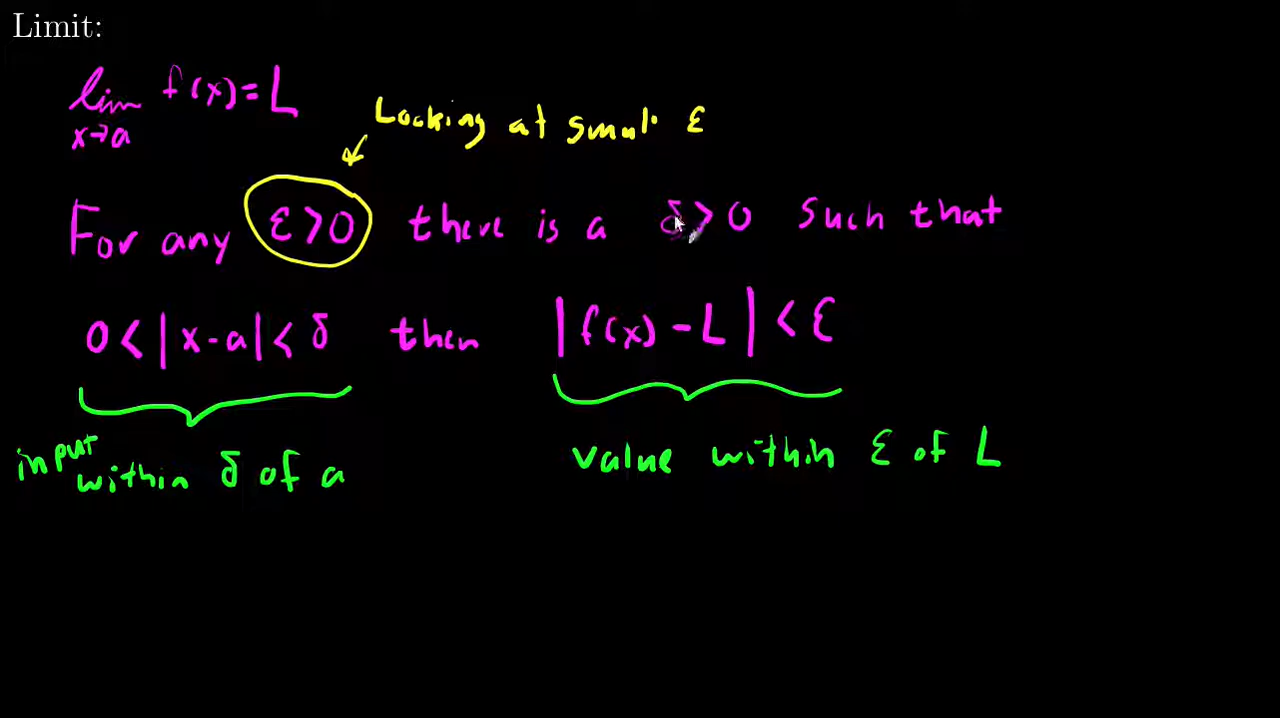 Limit:
lim f(x) = L
x→a
Looking at small ε
For any ε > 0 there is a δ > 0 such that
0 < |x - a| < δ then |f(x) - L| < ε
input within δ of a
value within ε of L